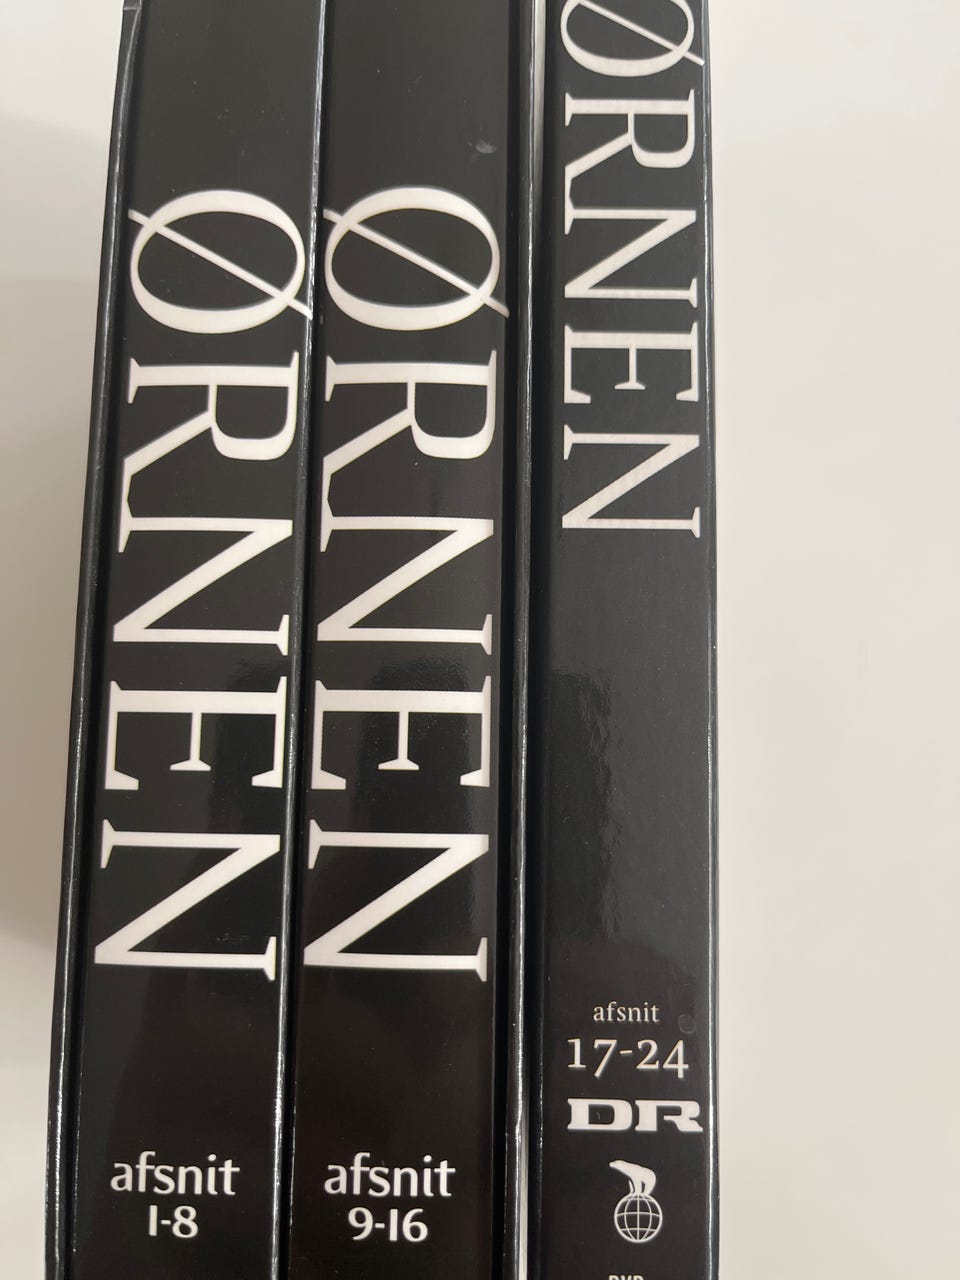 ØRNEN
afsnit
1-8
ØRNEN
afsnit
9-16
ØRNEN
afsnit
17-24
DR